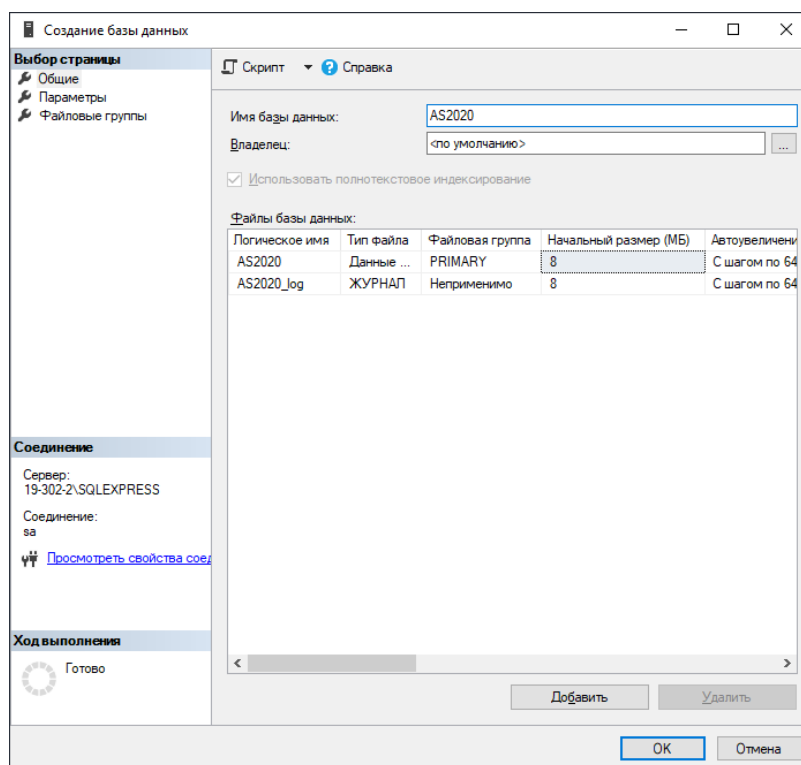 Создание базы данных
Выбор страницы
Общие
Параметры
Файловые группы
Скрипт Справка
Имя базы данных: AS2020
Владелец: <по умолчанию> ...
Использовать полнотекстовое индексирование
Файлы базы данных:
Логическое имя Тип файла Файловая группа Начальный размер (МБ) Автоувеличени
AS2020 Данные ... PRIMARY 8 С шагом по 64
AS2020_log ЖУРНАЛ Неприменимо 8 С шагом по 64
Соединение
Сервер:
19-302-2\SQLEXPRESS
Соединение:
sa
Просмотреть свойства соед
Ход выполнения
Готово
Добавить Удалить
OK Отмена